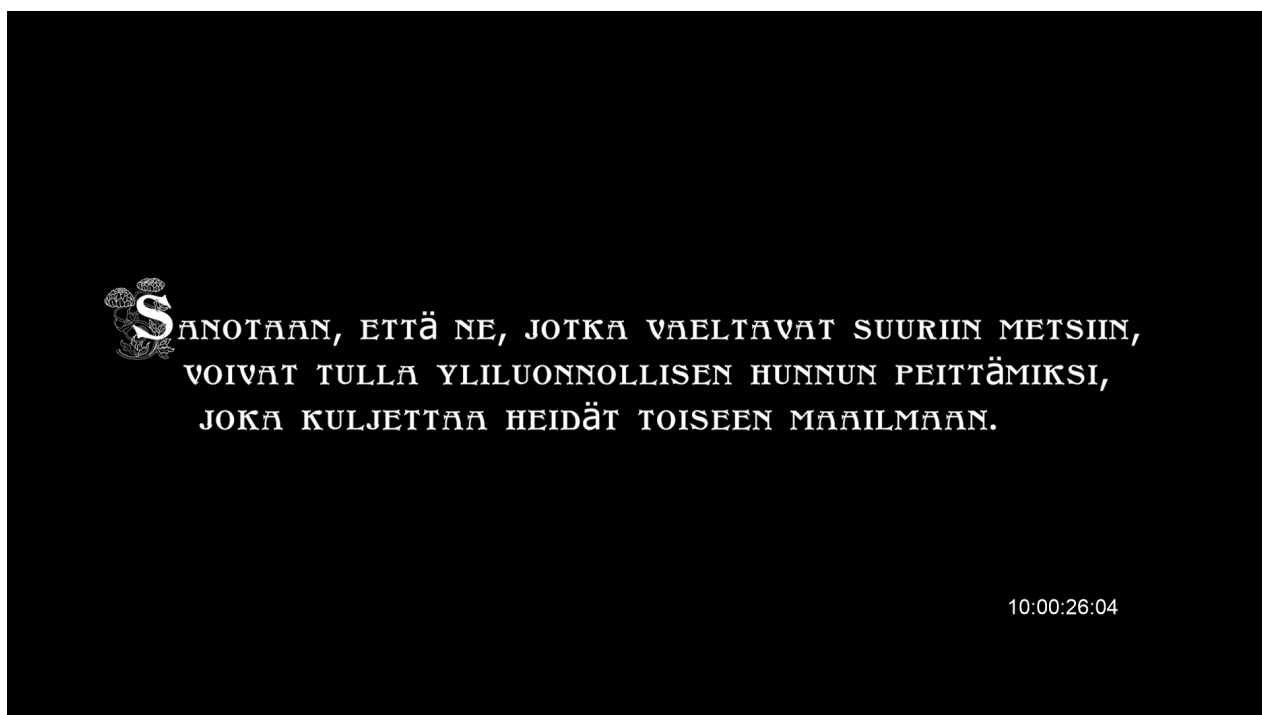 Sanotaan, että ne, jotka vaeltavat suuriin metsiin,
voivat tulla yliluonnollisen hunnun peittämiksi,
joka kuljettaa heidät toiseen maailmaan.
10:00:26:04